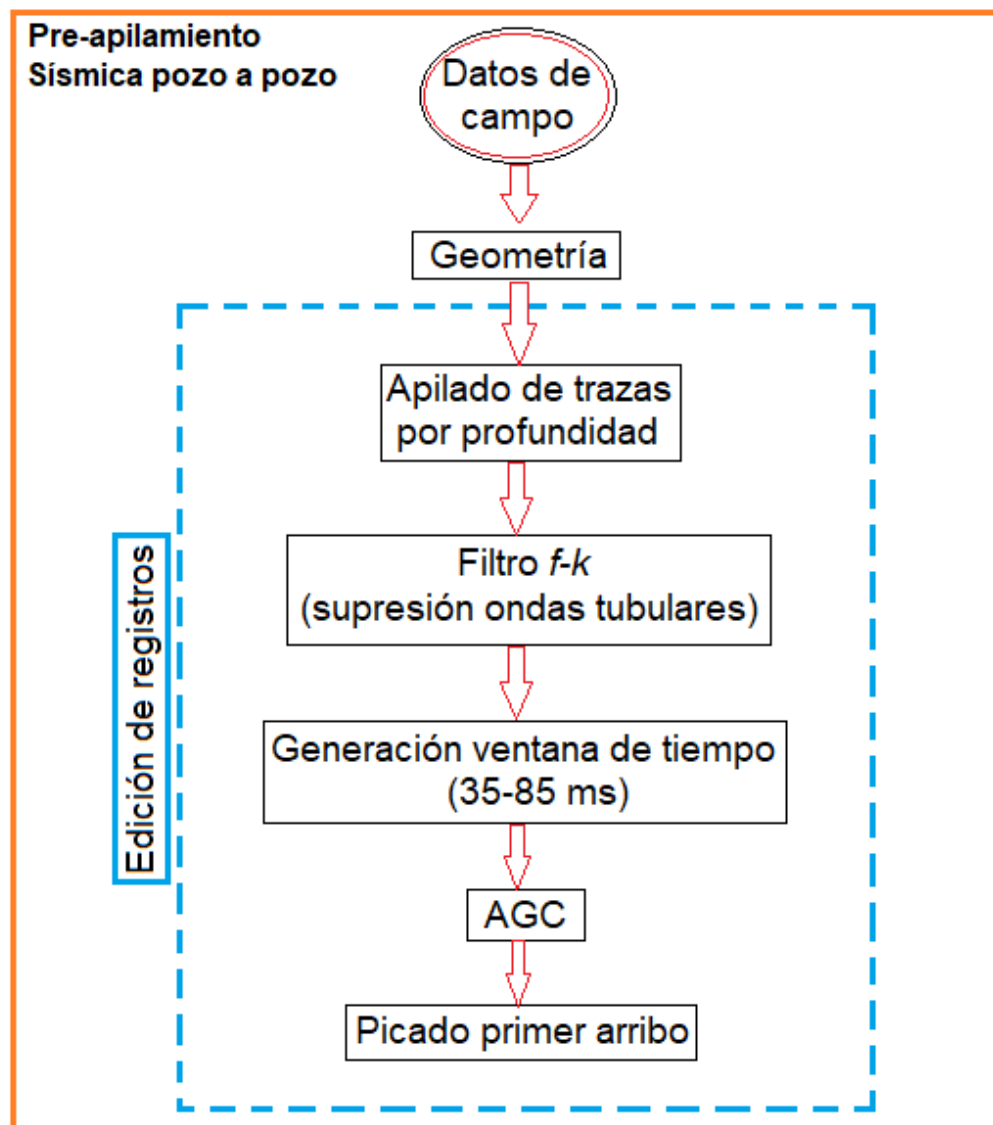 Pre-apilamiento
Sísmica pozo a pozo
Datos de
campo
Geometría
Apilado de trazas
por profundidad
Filtro f-k
(supresión ondas tubulares)
Edición de registros
Generación ventana de tiempo
(35-85 ms)
AGC
Picado primer arribo